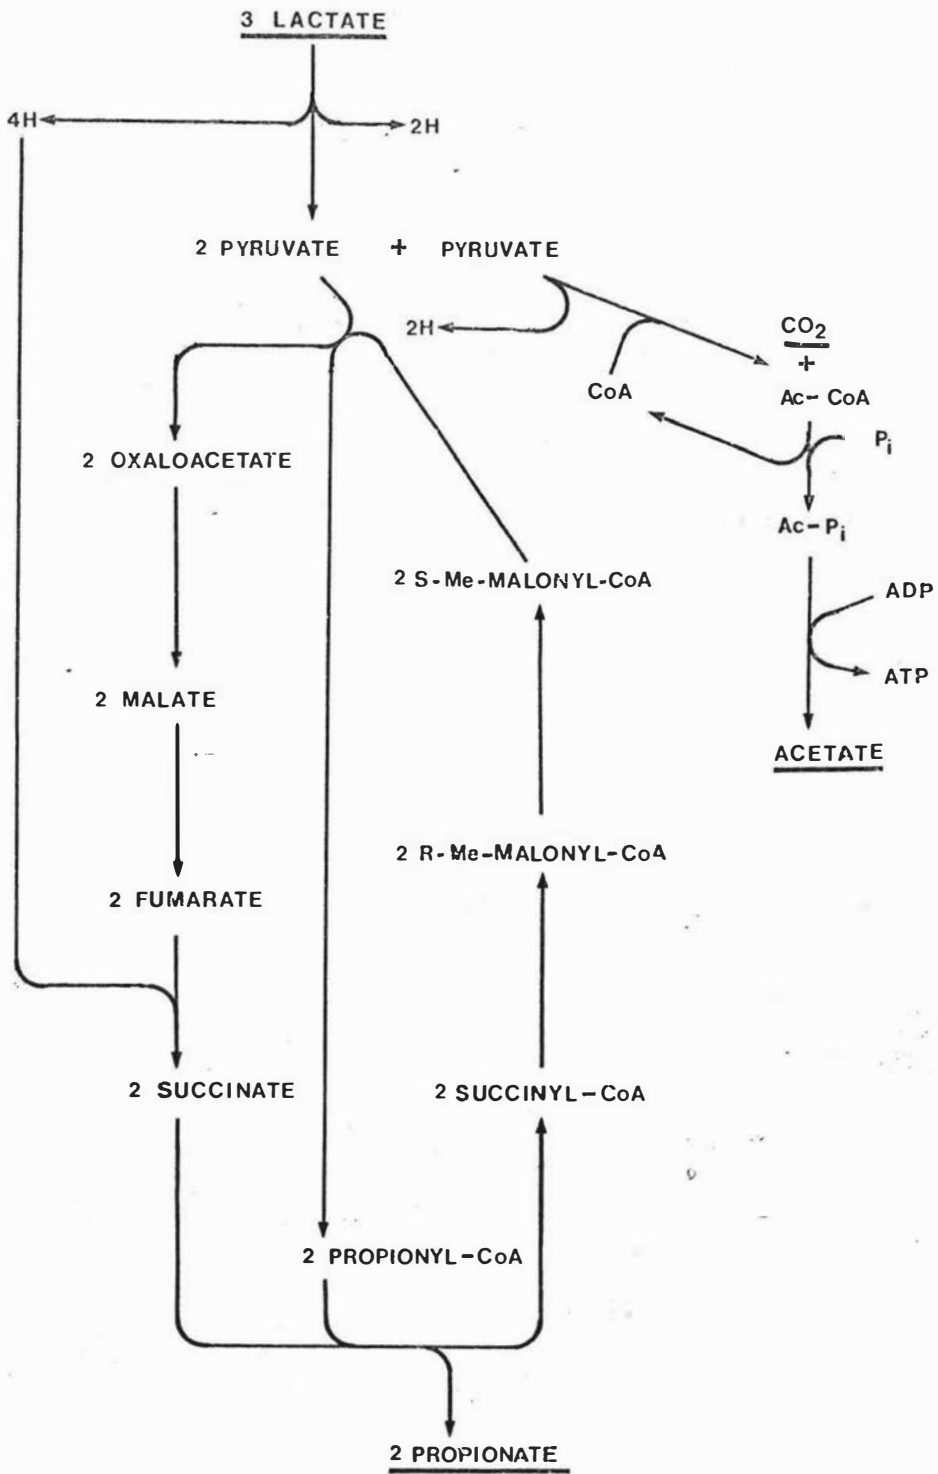 3 LACTATE
4H
2H
2 PYRUVATE + PYRUVATE
2H
CO2
+
CoA
Ac-CoA
Pi
2 OXALOACETATE
Ac-Pi
2 S-Me-MALONYL-CoA
ADP
ATP
2 MALATE
ACETATE
2 R-Me-MALONYL-CoA
2 FUMARATE
2 SUCCINATE
2 SUCCINYL-CoA
2 PROPIONYL-CoA
2 PROPIONATE